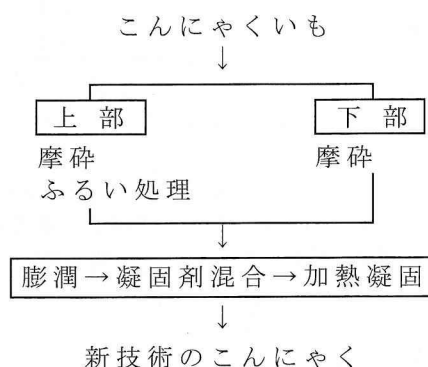 こんにゃくいも
↓
上 部 下 部
摩砕 摩砕
ふるい処理
↓
膨潤→凝固剤混合→加熱凝固
↓
新技術のこんにゃく